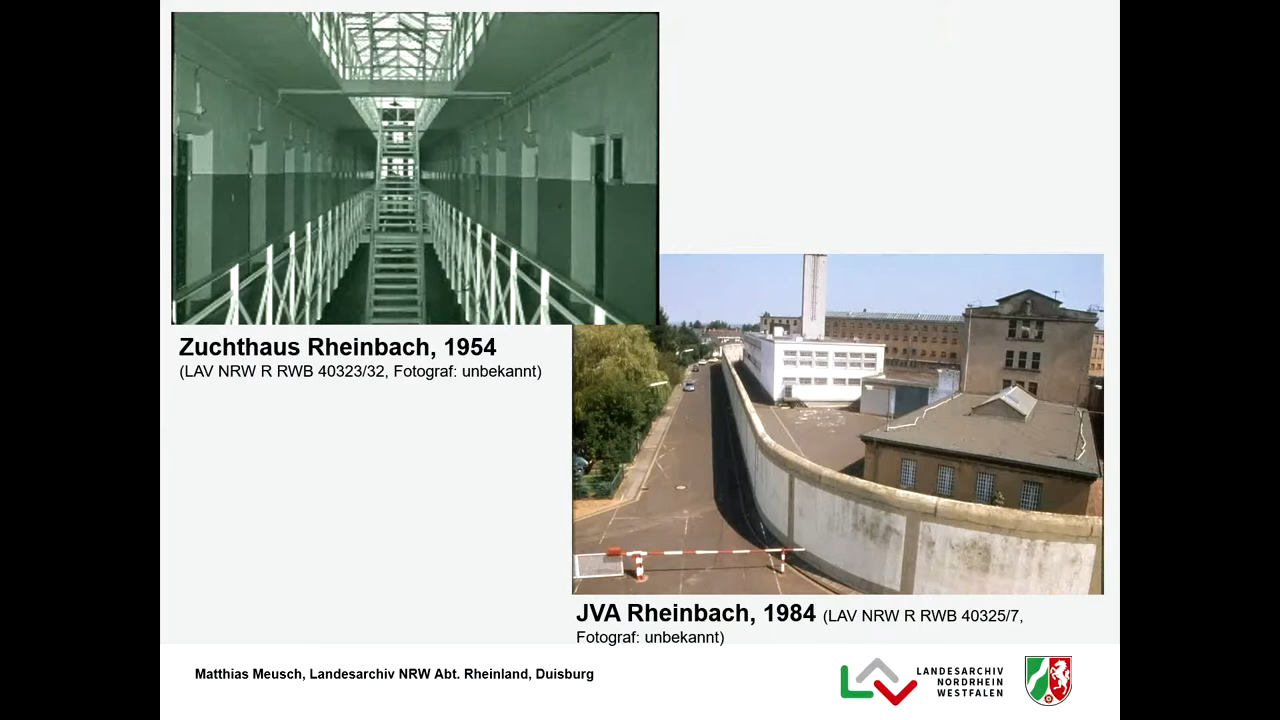 Zuchthaus Rheinbach, 1954
(LAV NRW R RWB 40323/32, Fotograf: unbekannt)
JVA Rheinbach, 1984 (LAV NRW R RWB 40325/7,
Fotograf: unbekannt)
Matthias Meusch, Landesarchiv NRW Abt. Rheinland, Duisburg
LANDESARCHIV
NORDRHEIN
WESTFALEN